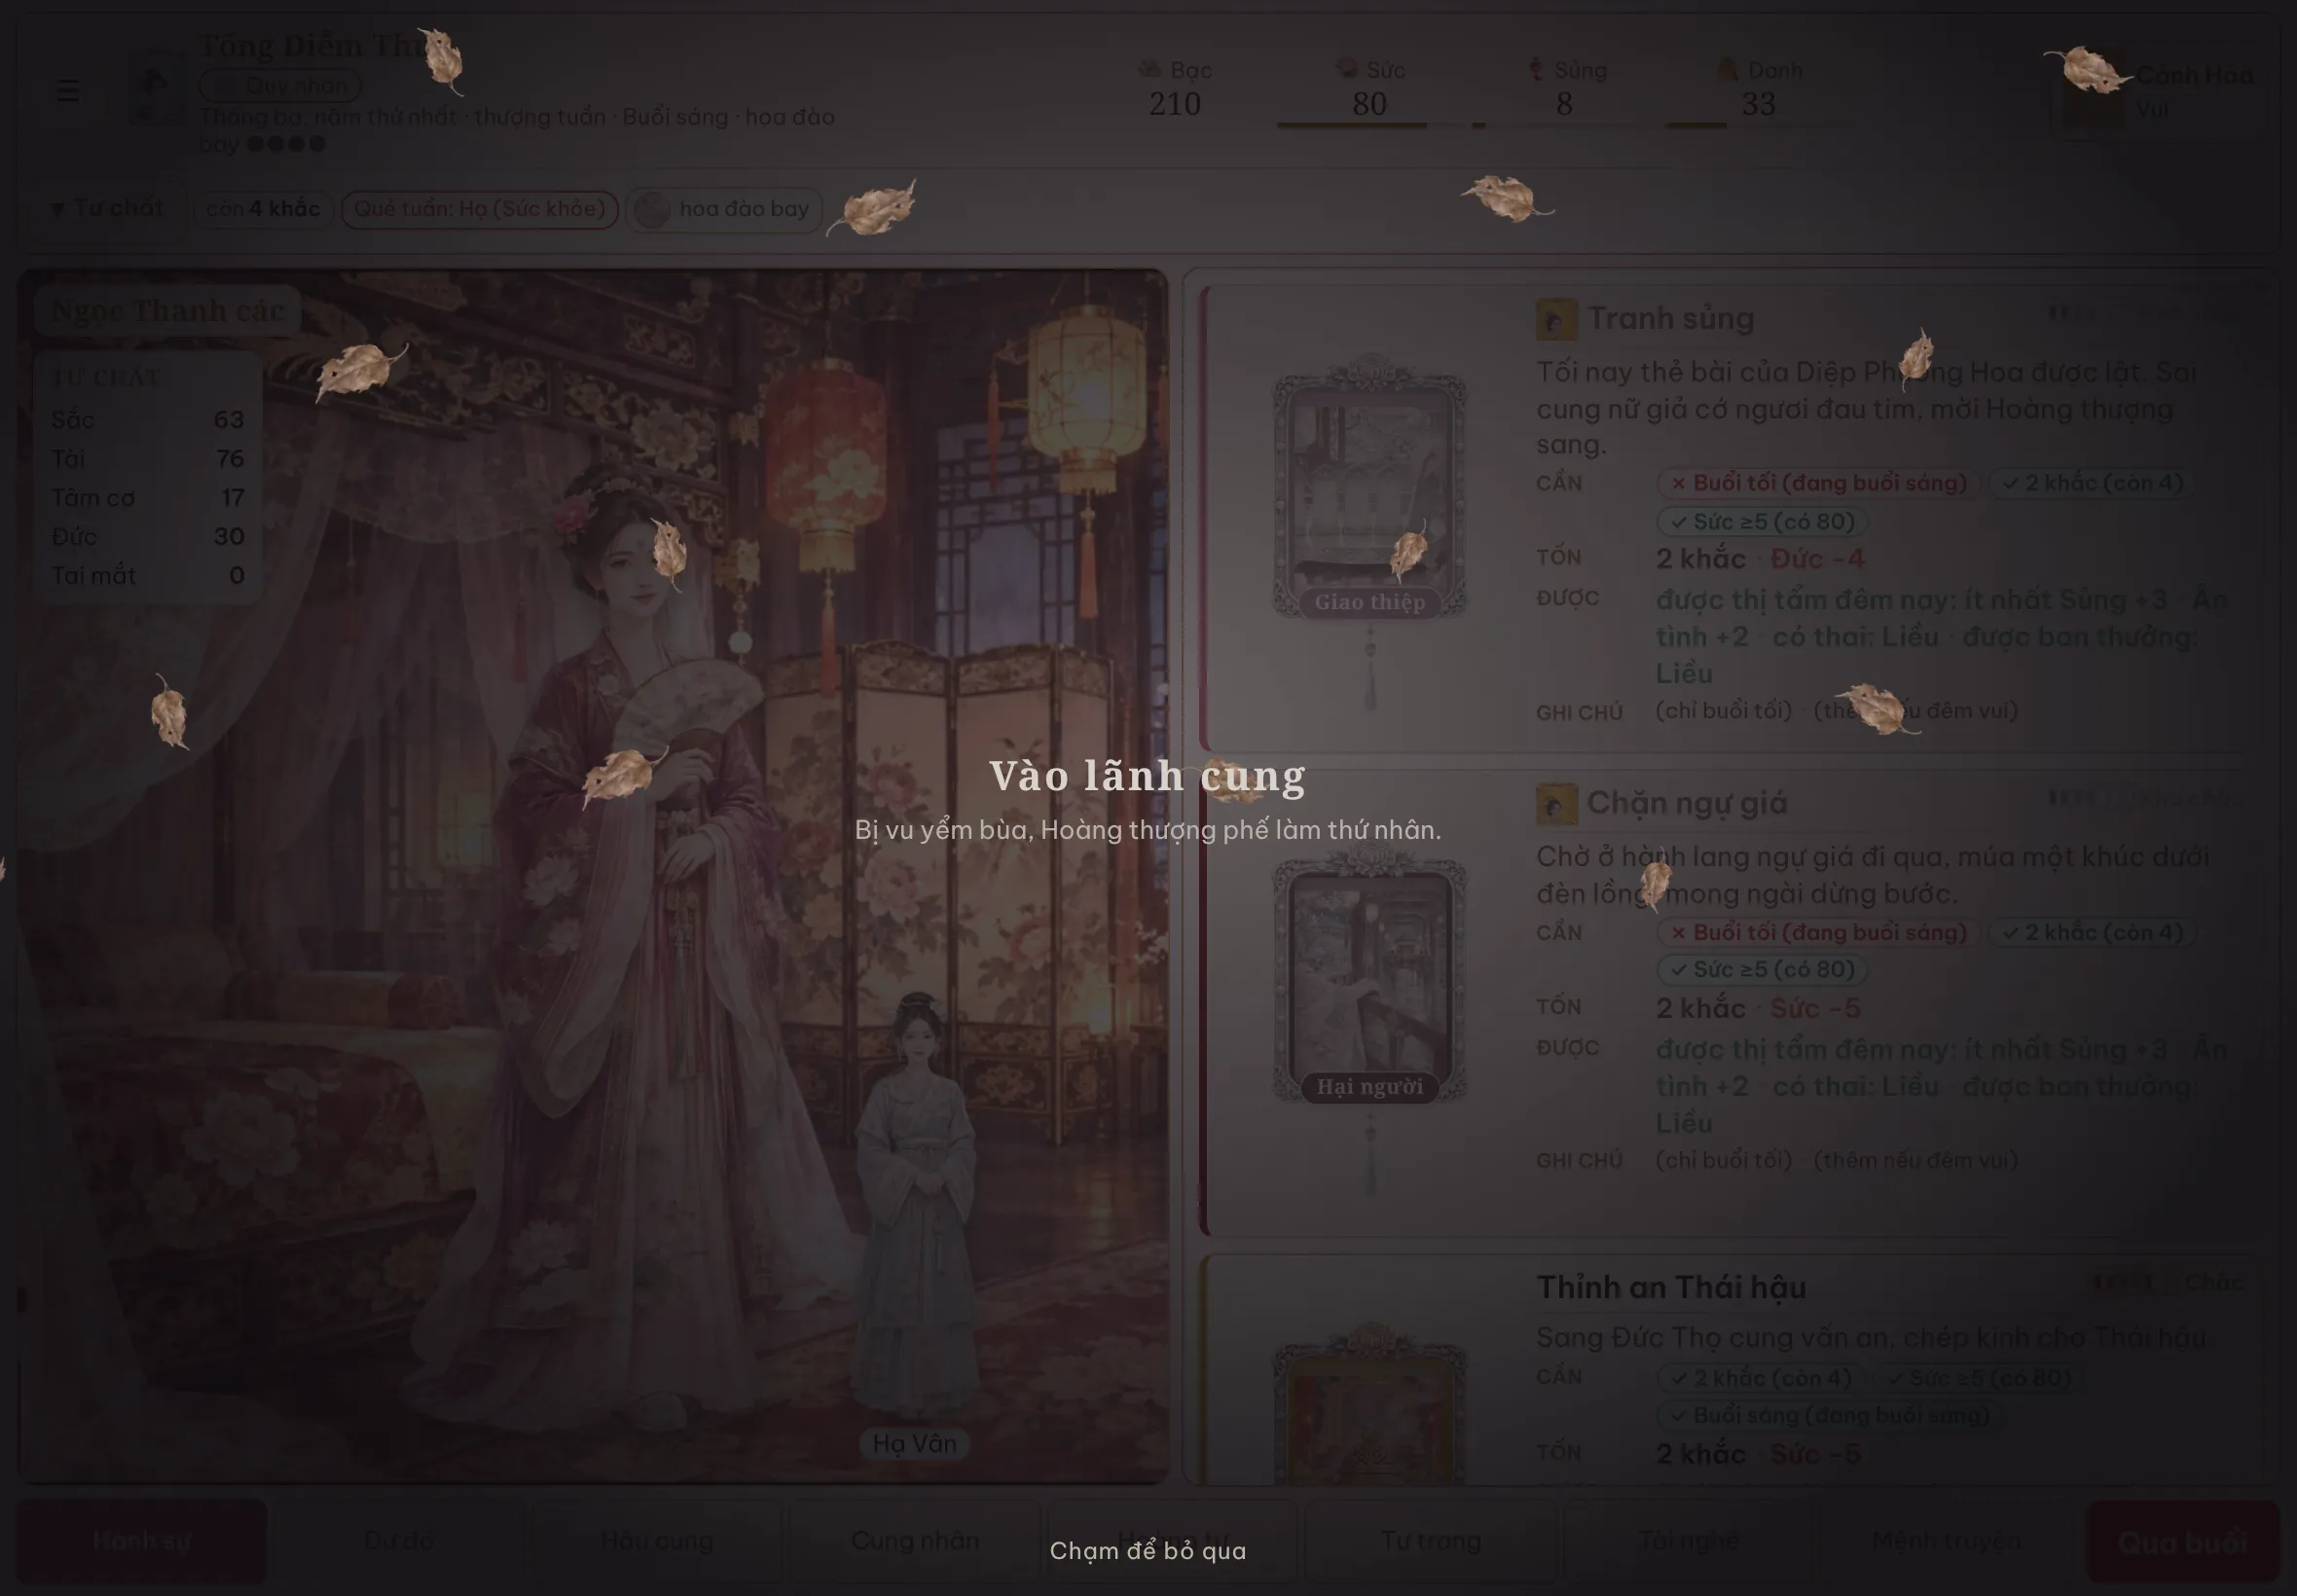 Tống Diễm
Quý nhân
Tháng ba, năm thứ nhất · thượng tuần · Buổi sáng · hoa đào
bay
Bạc
210
Sức
80
Sủng
8
Danh
33
Cảnh Hòa
Vui
▼ Tư chất
còn 4 khắc
Quẻ tuần: Hạ (Sức khỏe)
hoa đào bay
Ngọc Thanh các
TƯ CHẤT
Sắc 63
Tài 76
Tâm cơ 17
Đức 30
Tai mắt 0
Hạ Vân
Tranh sủng
Tối nay thẻ bài của Diệp Phương Hoa được lật. Sai
cung nữ giả cớ ngươi đau tim, mời Hoàng thượng
sang.
CẦN × Buổi tối (đang buổi sáng) ✓ 2 khắc (còn 4)
✓ Sức ≥5 (có 80)
TỐN 2 khắc · Đức −4
ĐƯỢC được thị tẩm đêm nay: ít nhất Sủng +3 · Ân
tình +2 · có thai: Liều · được ban thưởng:
Liều
GHI CHÚ (chỉ buổi tối) · (thêm nếu đêm vui)
Giao thiệp
Vào lãnh cung
Bị vu yểm bùa, Hoàng thượng phế làm thứ nhân.
Chặn ngự giá
Chờ ở hành lang ngự giá đi qua, múa một khúc dưới
đèn lồng, mong ngài dừng bước.
CẦN × Buổi tối (đang buổi sáng) ✓ 2 khắc (còn 4)
✓ Sức ≥5 (có 80)
TỐN 2 khắc · Sức −5
ĐƯỢC được thị tẩm đêm nay: ít nhất Sủng +3 · Ân
tình +2 · có thai: Liều · được ban thưởng:
Liều
GHI CHÚ (chỉ buổi tối) · (thêm nếu đêm vui)
Hại người
Thỉnh an Thái hậu
Chắc
Sang Đức Thọ cung vấn an, chép kinh cho Thái hậu
CẦN ✓ 2 khắc (còn 4) ✓ Sức ≥5 (có 80)
✓ Buổi sáng (đang buổi sáng)
TỐN 2 khắc · Sức −5
Hành sự
Dự đồ
Hậu cung
Cung nhân
Hoàng tự
Tư trang
Tài nghệ
Mệnh truyện
Qua buổi
Chạm để bỏ qua